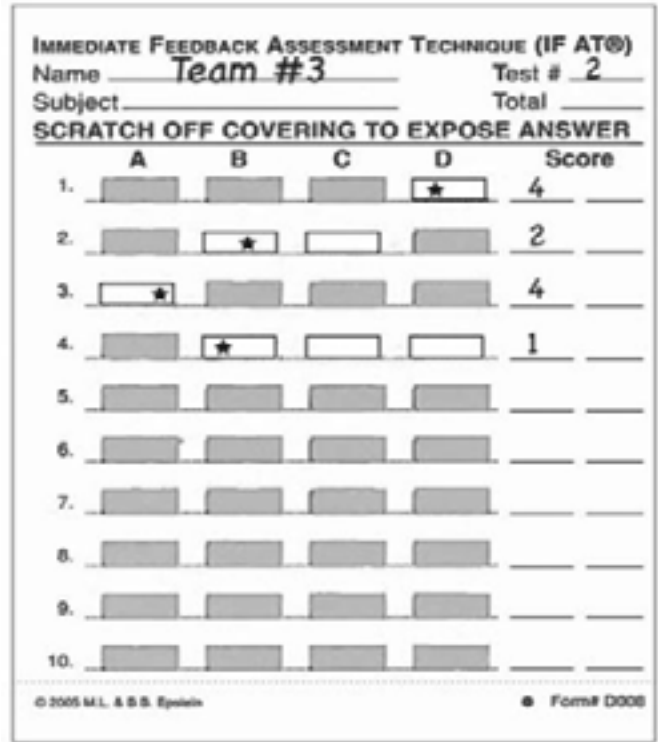 IMMEDIATE FEEDBACK ASSESSMENT TECHNIQUE (IF AT®)
Name Team #3 Test # 2
Subject Total
SCRATCH OFF COVERING TO EXPOSE ANSWER
A B C D Score
1. ★ 4
2. ★ 2
3. ★ 4
4. ★ 1
5.
6.
7.
8.
9.
10.
© 2005 M.L. & B.B. Epstein Form# D008